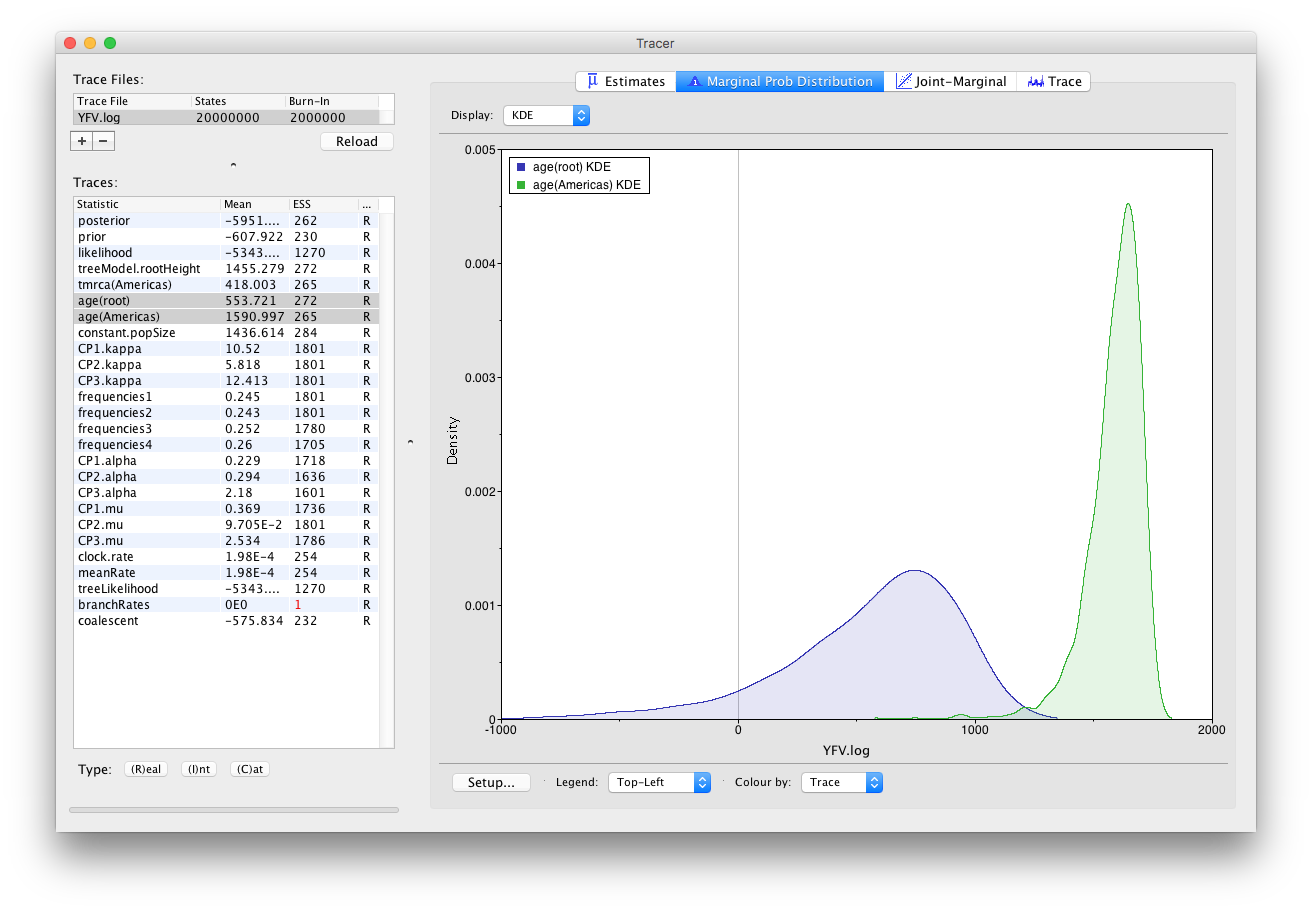 Tracer
Trace Files:
Trace File States Burn-In
YFV.log 20000000 2000000
+ − Reload
Traces:
Statistic Mean ESS ...
posterior −5951.... 262 R
prior −607.922 230 R
likelihood −5343.... 1270 R
treeModel.rootHeight 1455.279 272 R
tmrca(Americas) 418.003 265 R
age(root) 553.721 272 R
age(Americas) 1590.997 265 R
constant.popSize 1436.614 284 R
CP1.kappa 10.52 1801 R
CP2.kappa 5.818 1801 R
CP3.kappa 12.413 1801 R
frequencies1 0.245 1801 R
frequencies2 0.243 1801 R
frequencies3 0.252 1780 R
frequencies4 0.26 1705 R
CP1.alpha 0.229 1718 R
CP2.alpha 0.294 1636 R
CP3.alpha 2.18 1601 R
CP1.mu 0.369 1736 R
CP2.mu 9.705E-2 1801 R
CP3.mu 2.534 1786 R
clock.rate 1.98E-4 254 R
meanRate 1.98E-4 254 R
treeLikelihood −5343.... 1270 R
branchRates 0E0 1 R
coalescent −575.834 232 R
Type: (R)eal (I)nt (C)at
Estimates Marginal Prob Distribution Joint-Marginal Trace
Display: KDE
age(root) KDE
age(Americas) KDE
Density
0.005
0.004
0.003
0.002
0.001
0
-1000 0 1000 2000
YFV.log
Setup... Legend: Top-Left Colour by: Trace